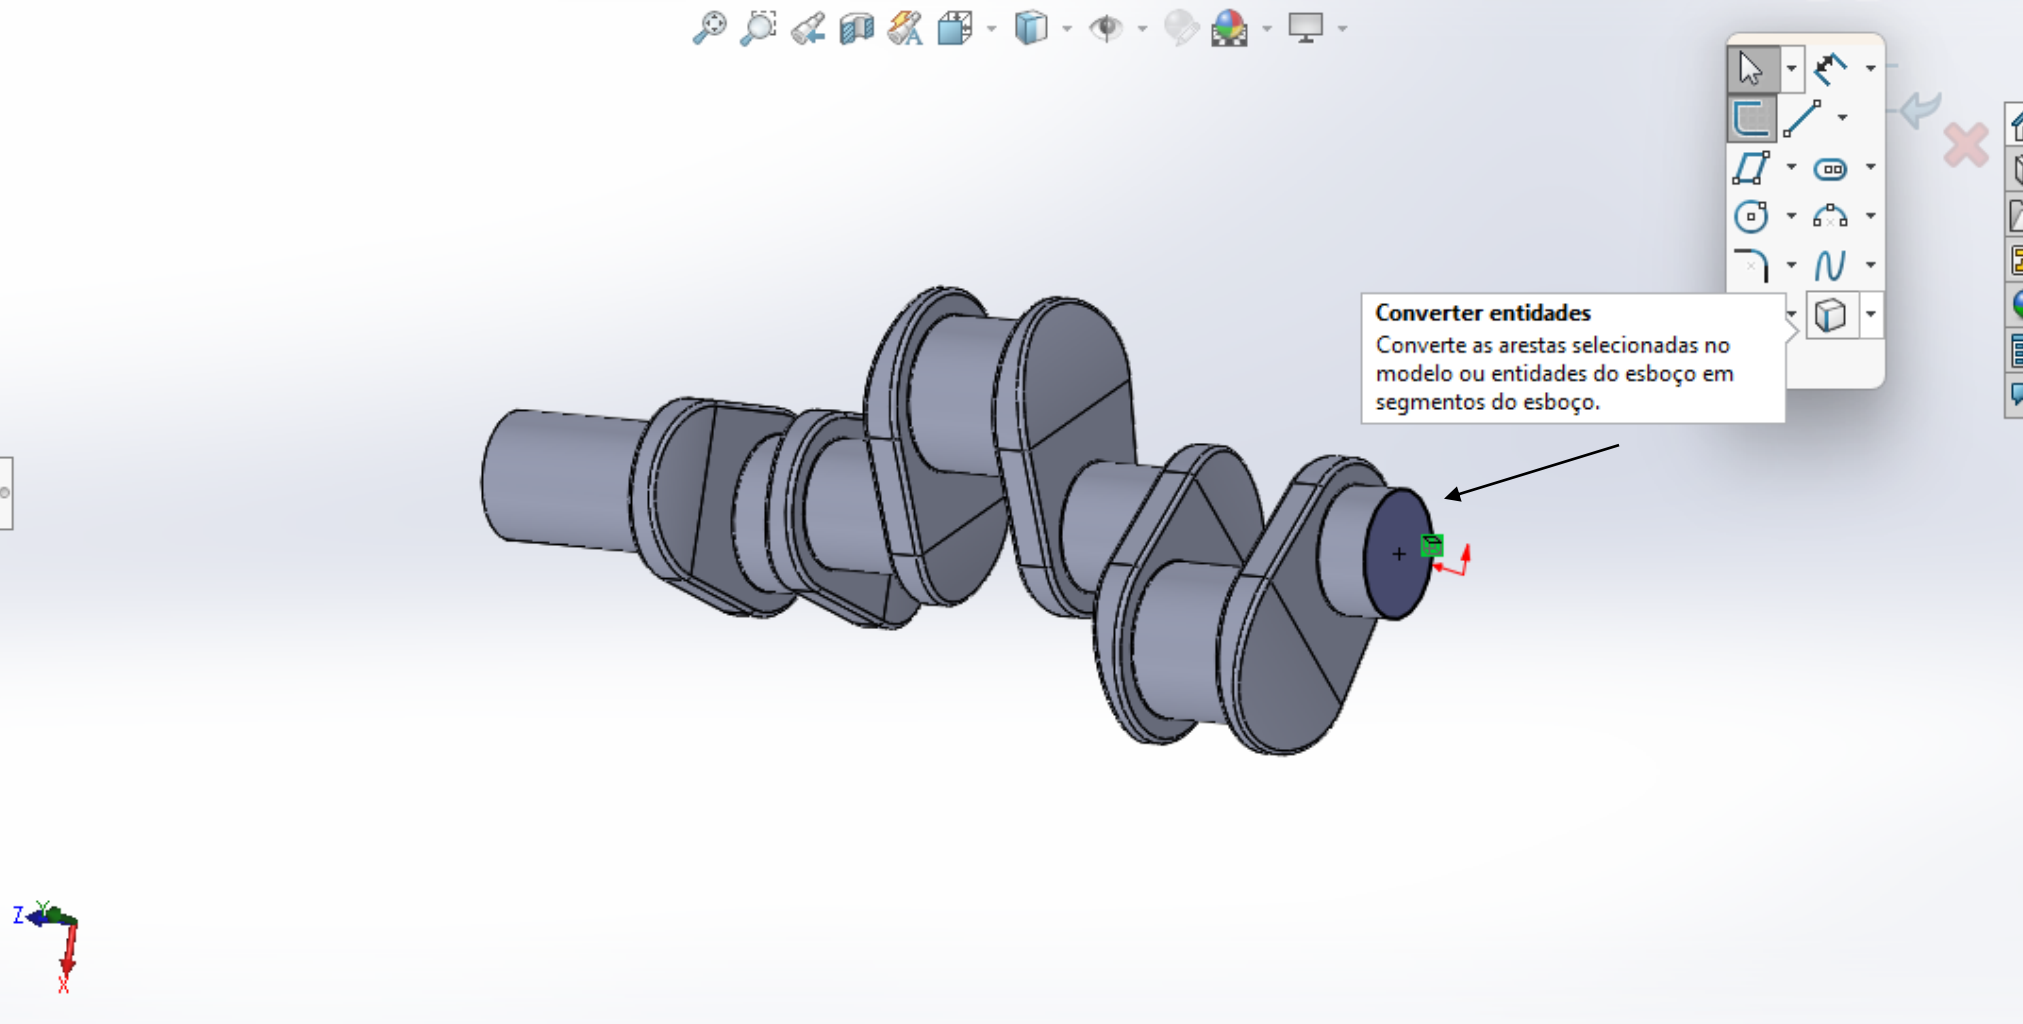 Converter entidades
Converte as arestas selecionadas no
modelo ou entidades do esboço em
segmentos do esboço.
Z
Y
X